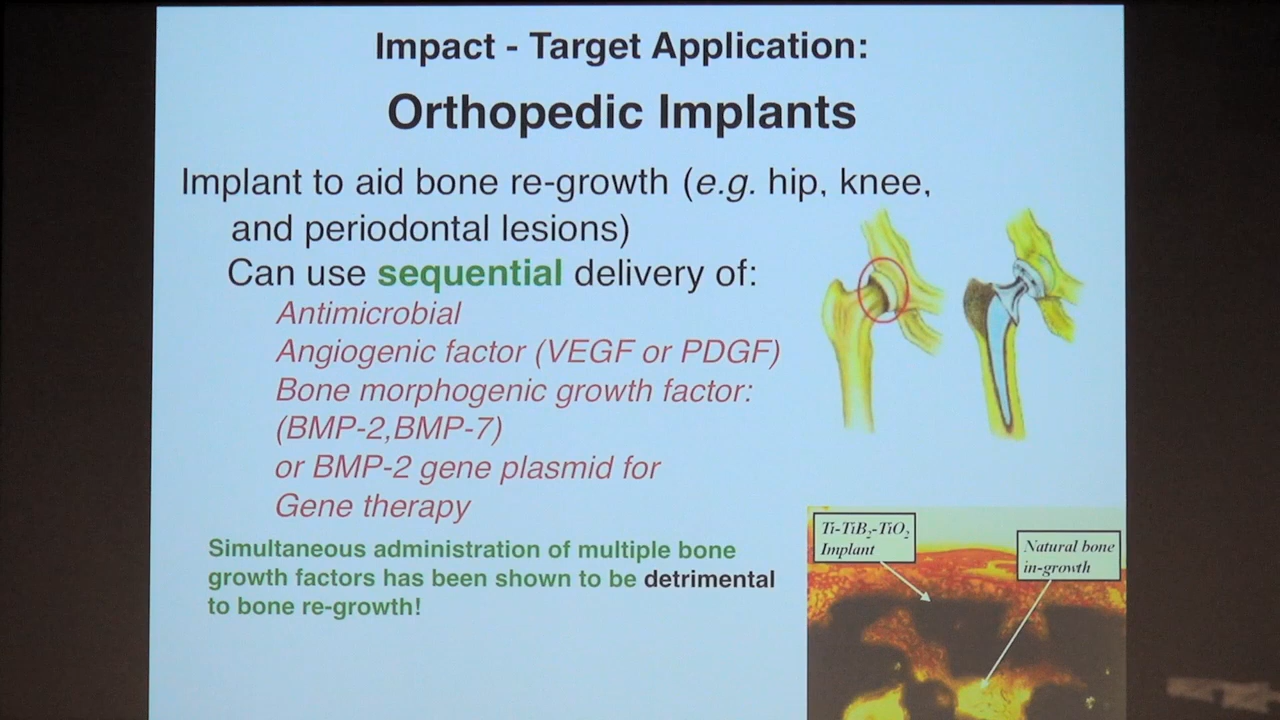 Impact - Target Application:
Orthopedic Implants
Implant to aid bone re-growth (e.g. hip, knee,
and periodontal lesions)
Can use sequential delivery of:
Antimicrobial
Angiogenic factor (VEGF or PDGF)
Bone morphogenic growth factor:
(BMP-2,BMP-7)
or BMP-2 gene plasmid for
Gene therapy
Simultaneous administration of multiple bone
growth factors has been shown to be detrimental
to bone re-growth!
Ti-TiB₂-TiO₂
Implant
Natural bone
in-growth